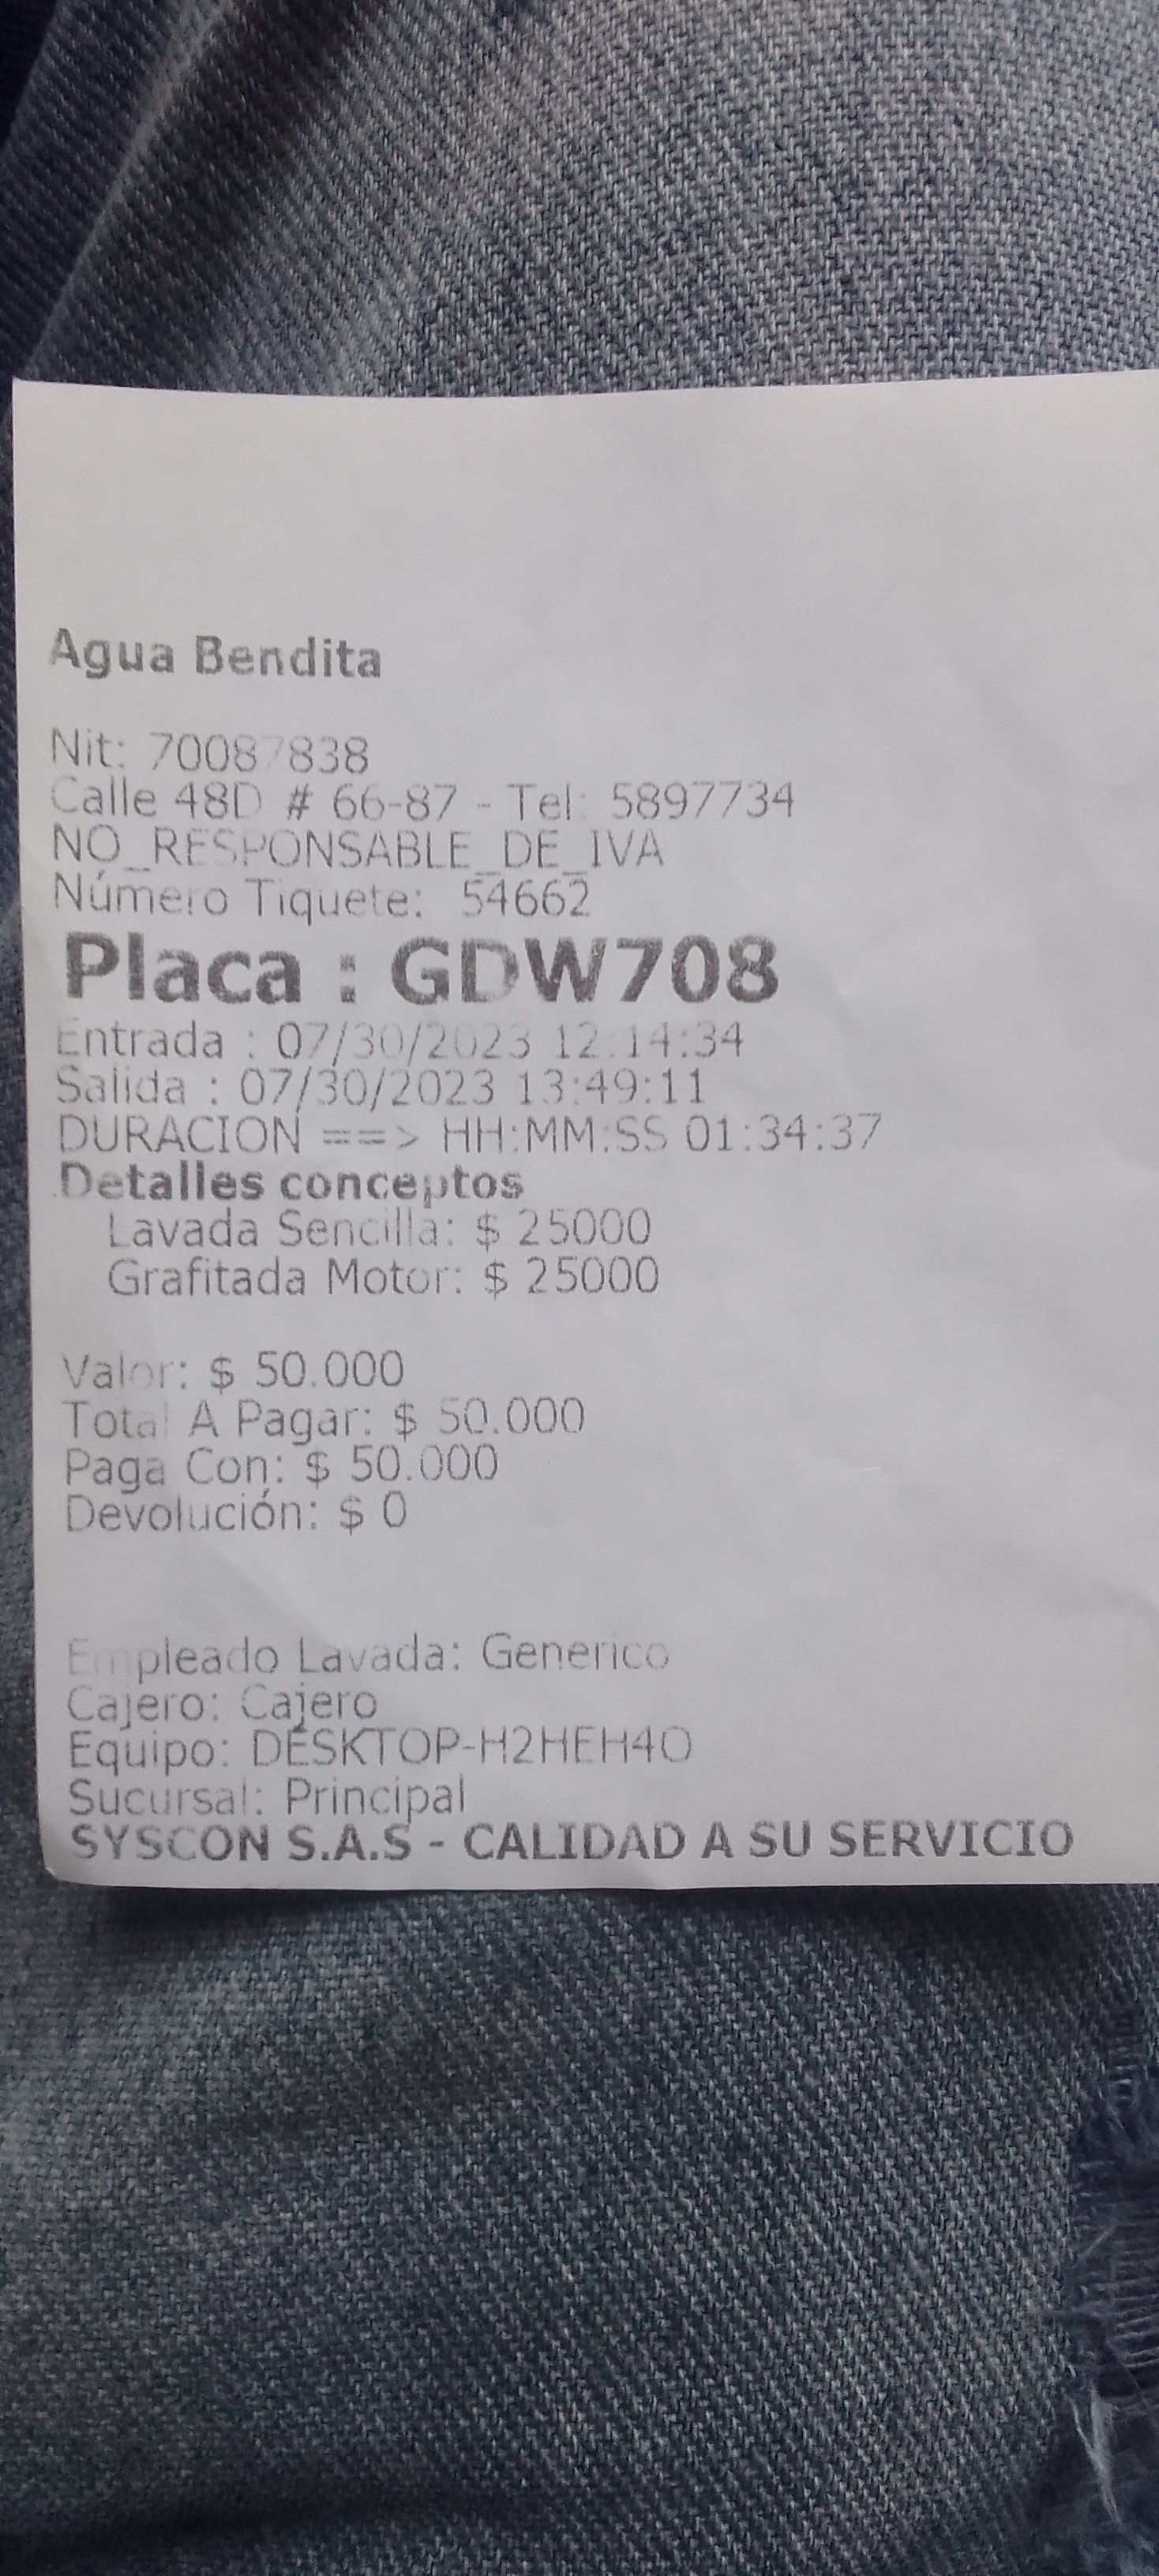 Agua Bendita
Nit: 70087838
Calle 48D # 66-87 - Tel: 5897734
NO_RESPONSABLE_DE_IVA
Número Tiquete: 54662
Placa : GDW708
Entrada : 07/30/2023 12:14:34
Salida : 07/30/2023 13:49:11
DURACION ==> HH:MM:SS 01:34:37
Detalles conceptos
Lavada Sencilla: $ 25000
Grafitada Motor: $ 25000
Valor: $ 50.000
Total A Pagar: $ 50.000
Paga Con: $ 50.000
Devolución: $ 0
Empleado Lavada: Generico
Cajero: Cajero
Equipo: DESKTOP-H2HEH4O
Sucursal: Principal
SYSCON S.A.S - CALIDAD A SU SERVICIO